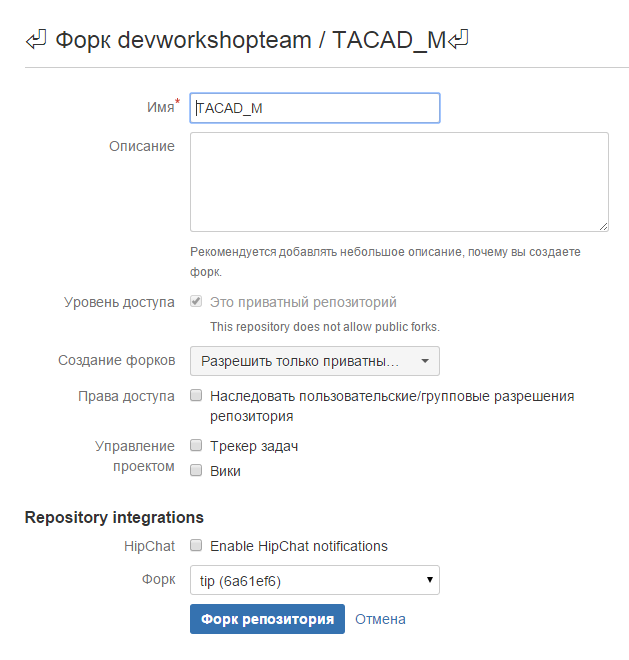 ⏎ Форк devworkshopteam / TACAD_M⏎
Имя* TACAD_M
Описание
Рекомендуется добавлять небольшое описание, почему вы создаете
форк.
Уровень доступа Это приватный репозиторий
This repository does not allow public forks.
Создание форков Разрешить только приватны...
Права доступа Наследовать пользовательские/групповые разрешения
репозитория
Управление Трекер задач
проектом
Вики
Repository integrations
HipChat Enable HipChat notifications
Форк tip (6a61ef6)
Форк репозитория Отмена